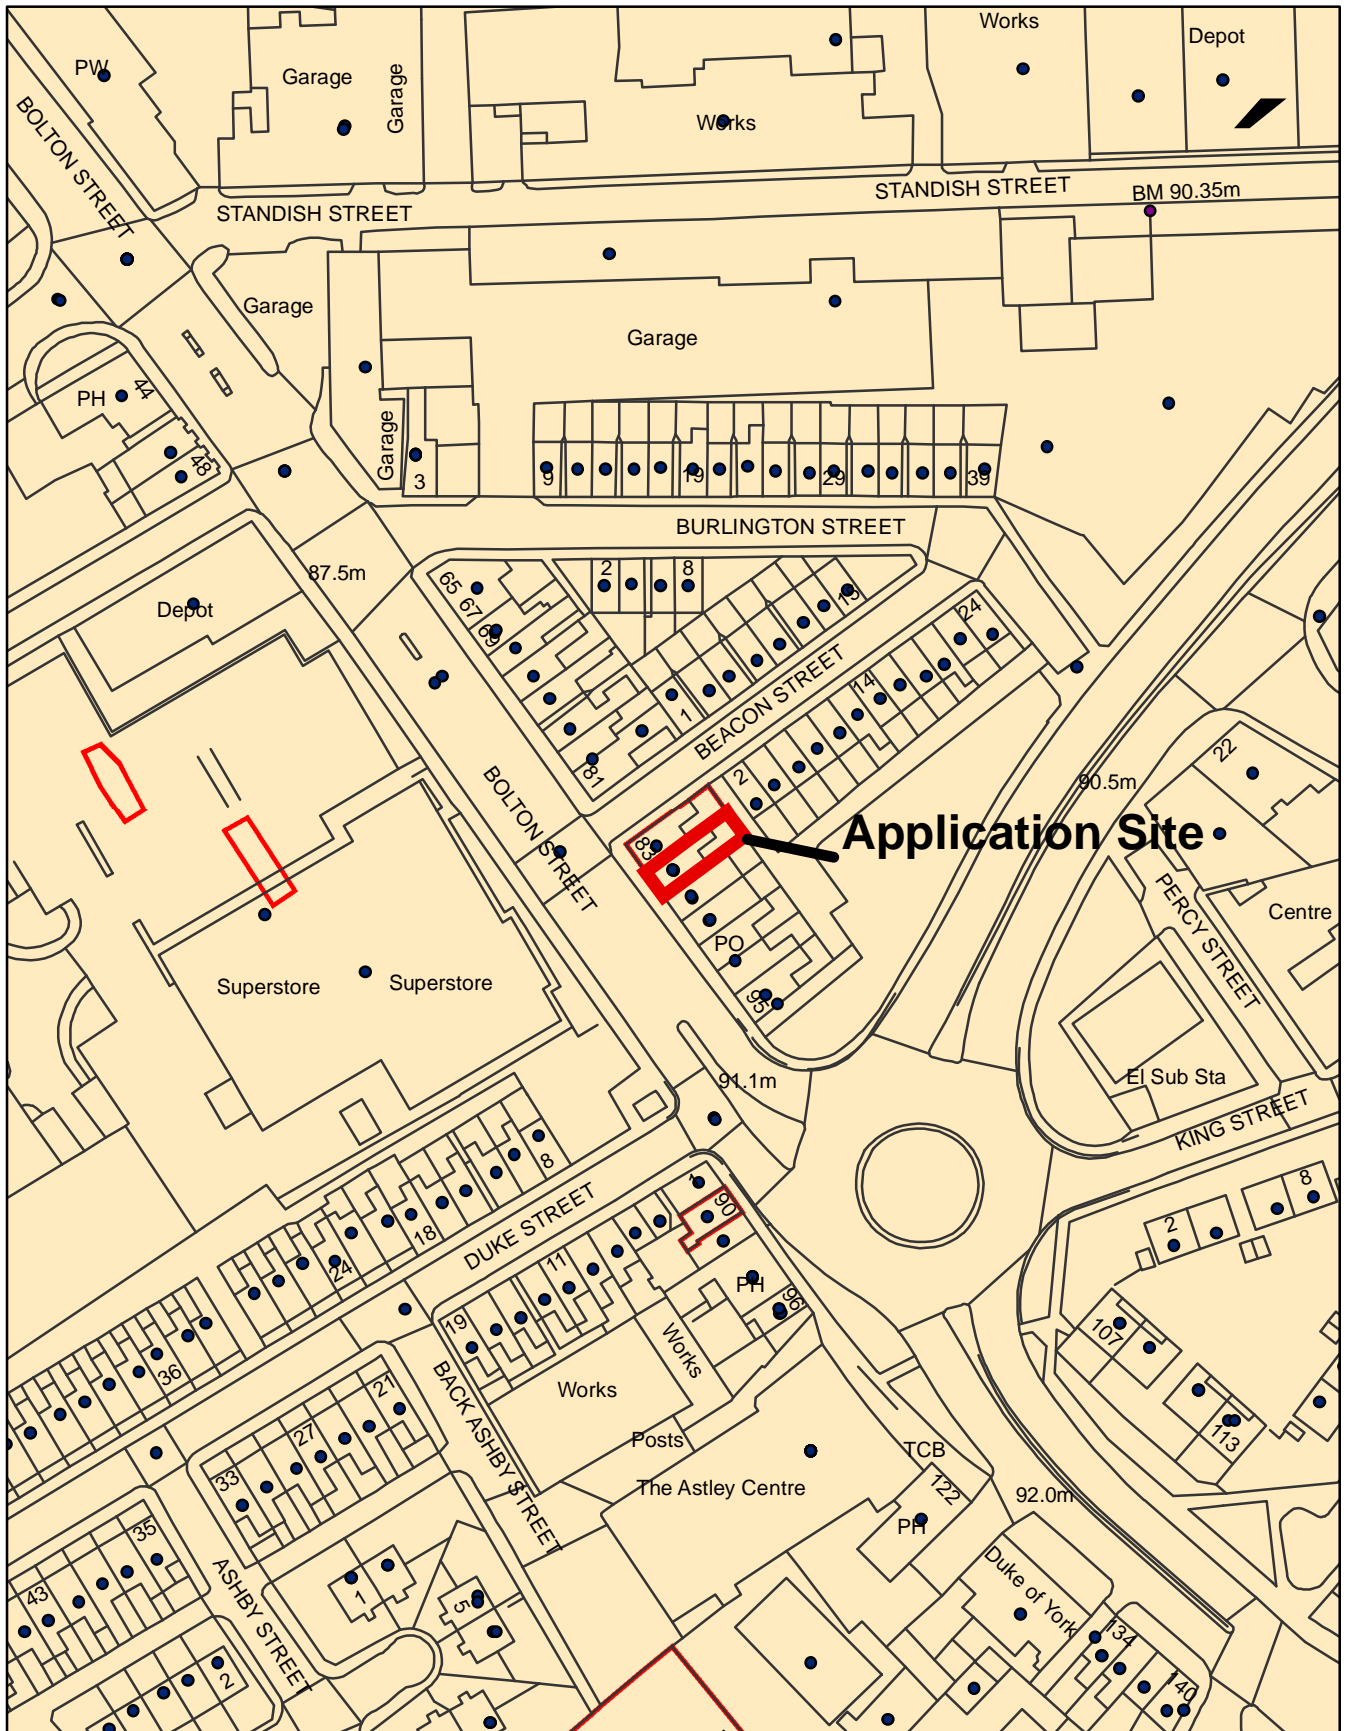 Works
Depot
PW
Garage
Garage
Works
BOLTON STREET
STANDISH STREET
STANDISH STREET
BM 90.35m
Garage
Garage
PH
44
48
Garage
3
9
19
29
39
BURLINGTON STREET
87.5m
65
67
69
2
8
15
24
Depot
14
1
BEACON STREET
81
2
22
90.5m
BOLTON STREET
83
Application Site
PERCY STREET
Centre
PO
95
Superstore
Superstore
91.1m
El Sub Sta
KING STREET
8
8
18
24
DUKE STREET
1
90
2
11
PH
96
19
36
Works
107
BACK ASHBY STREET
Works
21
27
33
Posts
113
TCB
The Astley Centre
122
92.0m
PH
35
43
ASHBY STREET
1
5
Duke of York
134
140
2